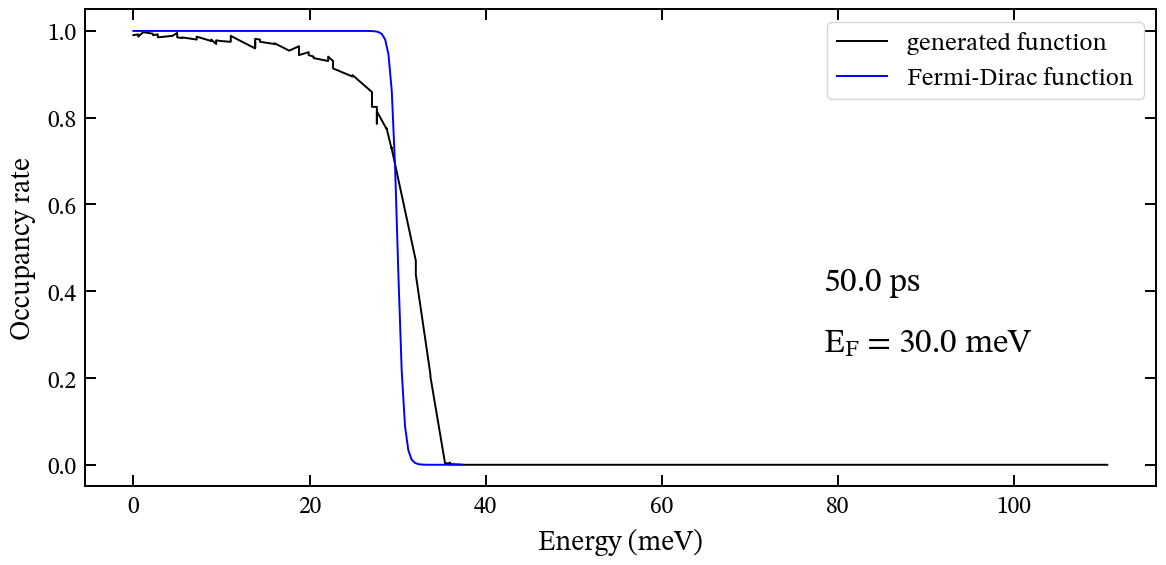 generated function
Fermi-Dirac function
Occupancy rate
1.0
0.8
0.6
0.4
0.2
0.0
50.0 ps
E_F = 30.0 meV
0 20 40 60 80 100
Energy (meV)